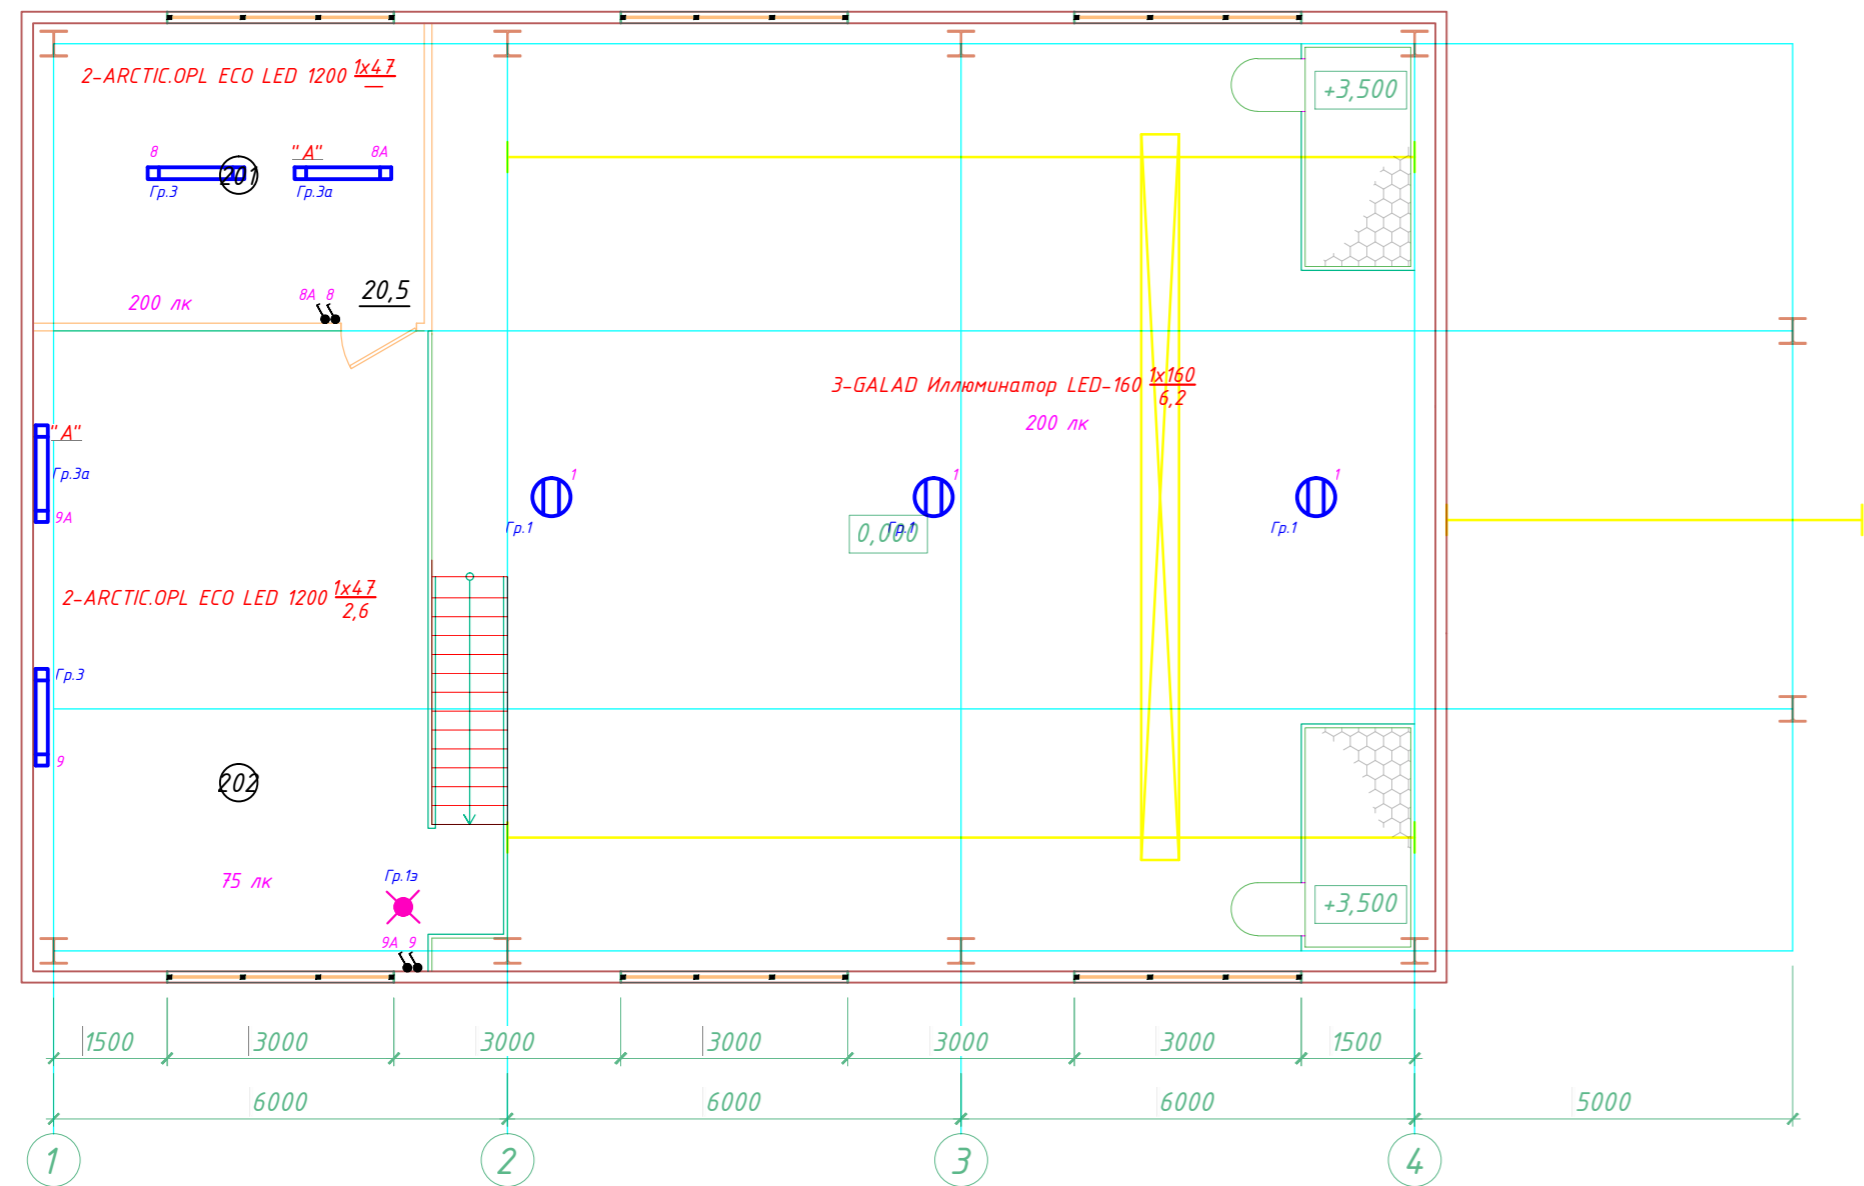 2-ARCTIC.OPL ECO LED 1200 1x47
—
+3,500
8
"А"
8А
201
Гр.3
Гр.3а
8А 8
20,5
200 лк
3-GALAD Иллюминатор LED-160 1x160
6,2
200 лк
"А"
Гр.3а
9А
1
1
1
Гр.1
0,000
Гр.1
Гр.1
2-ARCTIC.OPL ECO LED 1200 1x47
2,6
Гр.3
9
202
75 лк
Гр.1э
+3,500
9А 9
1500 3000 3000 3000 3000 3000 1500
6000 6000 6000 5000
1 2 3 4